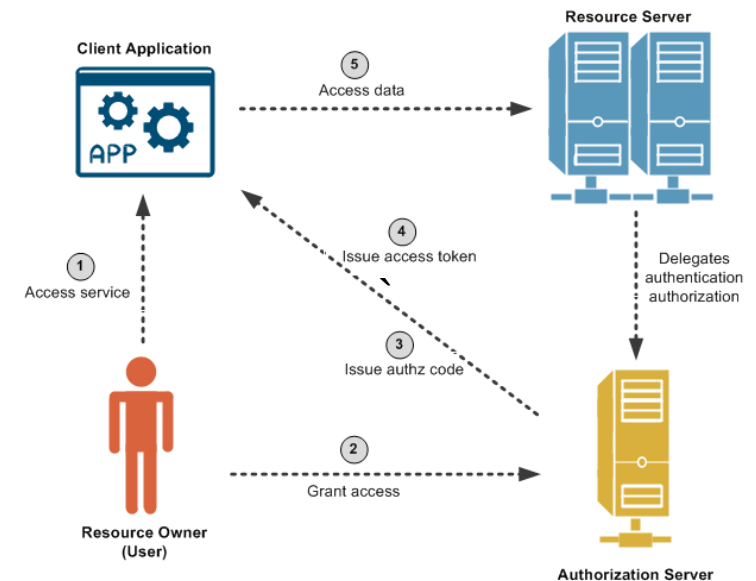 Resource Server
Client Application
5
Access data
APP
4
Issue access token
1
Access service
Delegates
authentication
authorization
3
Issue authz code
2
Grant access
Resource Owner
(User)
Authorization Server